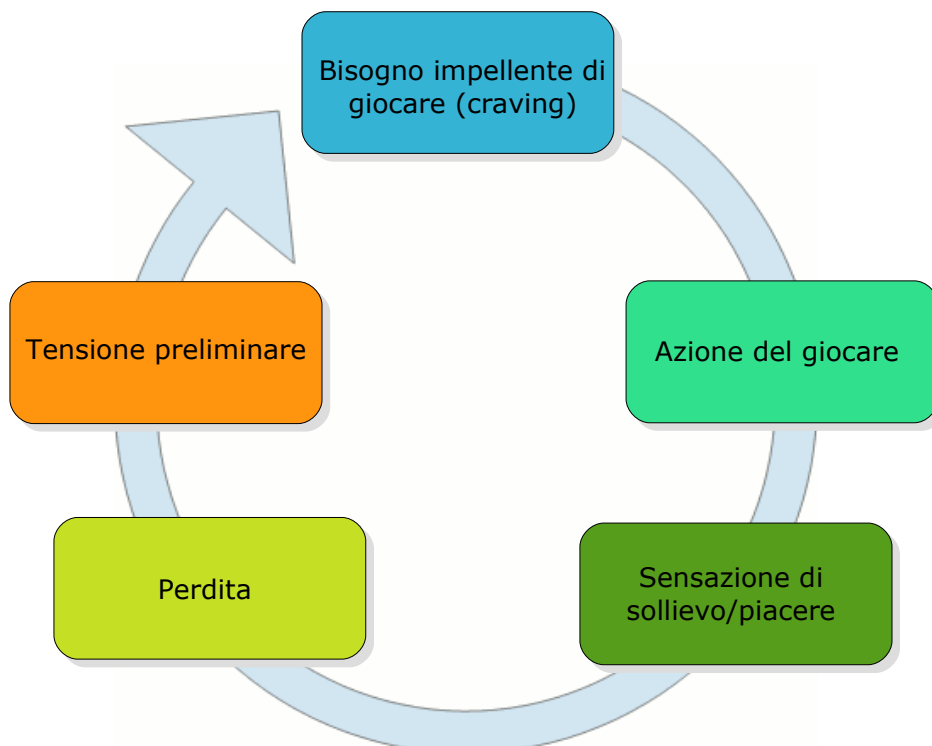 Bisogno impellente di
giocare (craving)
Azione del giocare
Sensazione di
sollievo/piacere
Perdita
Tensione preliminare